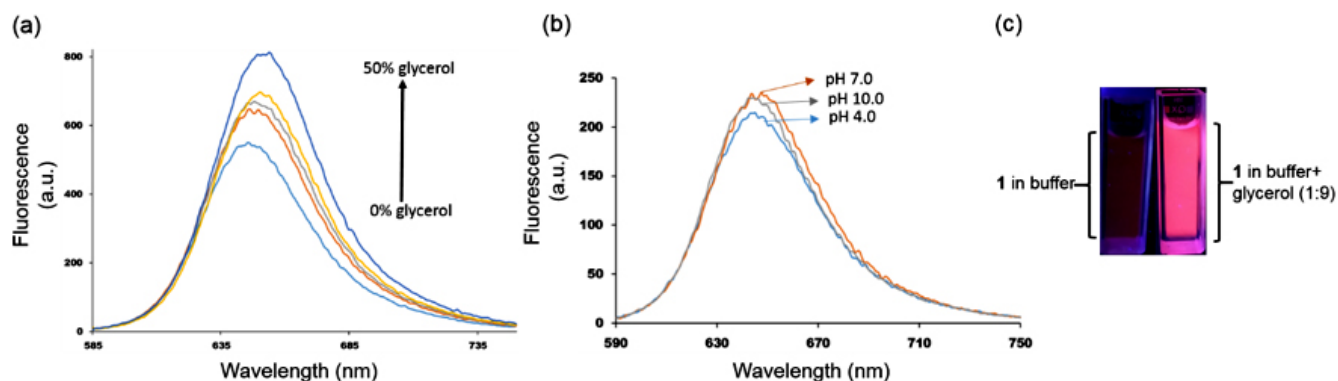 (a)
800
600
400
200
0
585
635
685
735
Fluorescence
(a.u.)
Wavelength (nm)
50% glycerol
0% glycerol
(b)
250
200
150
100
50
0
590
630
670
710
750
Fluorescence
(a.u.)
Wavelength (nm)
pH 7.0
pH 10.0
pH 4.0
(c)
1 in buffer
1 in buffer+
glycerol (1:9)